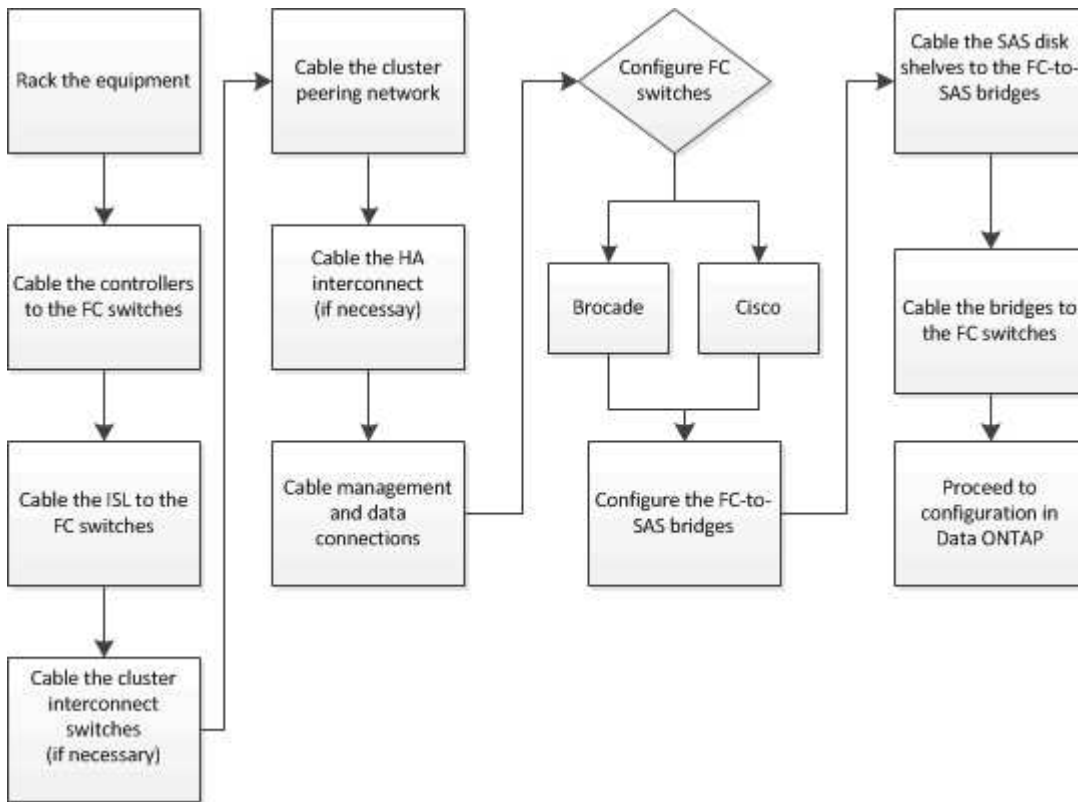 Rack the equipment
Cable the controllers
to the FC switches
Cable the ISL to the
FC switches
Cable the cluster
interconnect
switches
(if necessary)
Cable the cluster
peering network
Cable the HA
interconnect
(if necessay)
Cable management
and data
connections
Configure FC
switches
Brocade
Cisco
Configure the FC-to-
SAS bridges
Cable the SAS disk
shelves to the FC-to-
SAS bridges
Cable the bridges to
the FC switches
Proceed to
configuration in
Data ONTAP